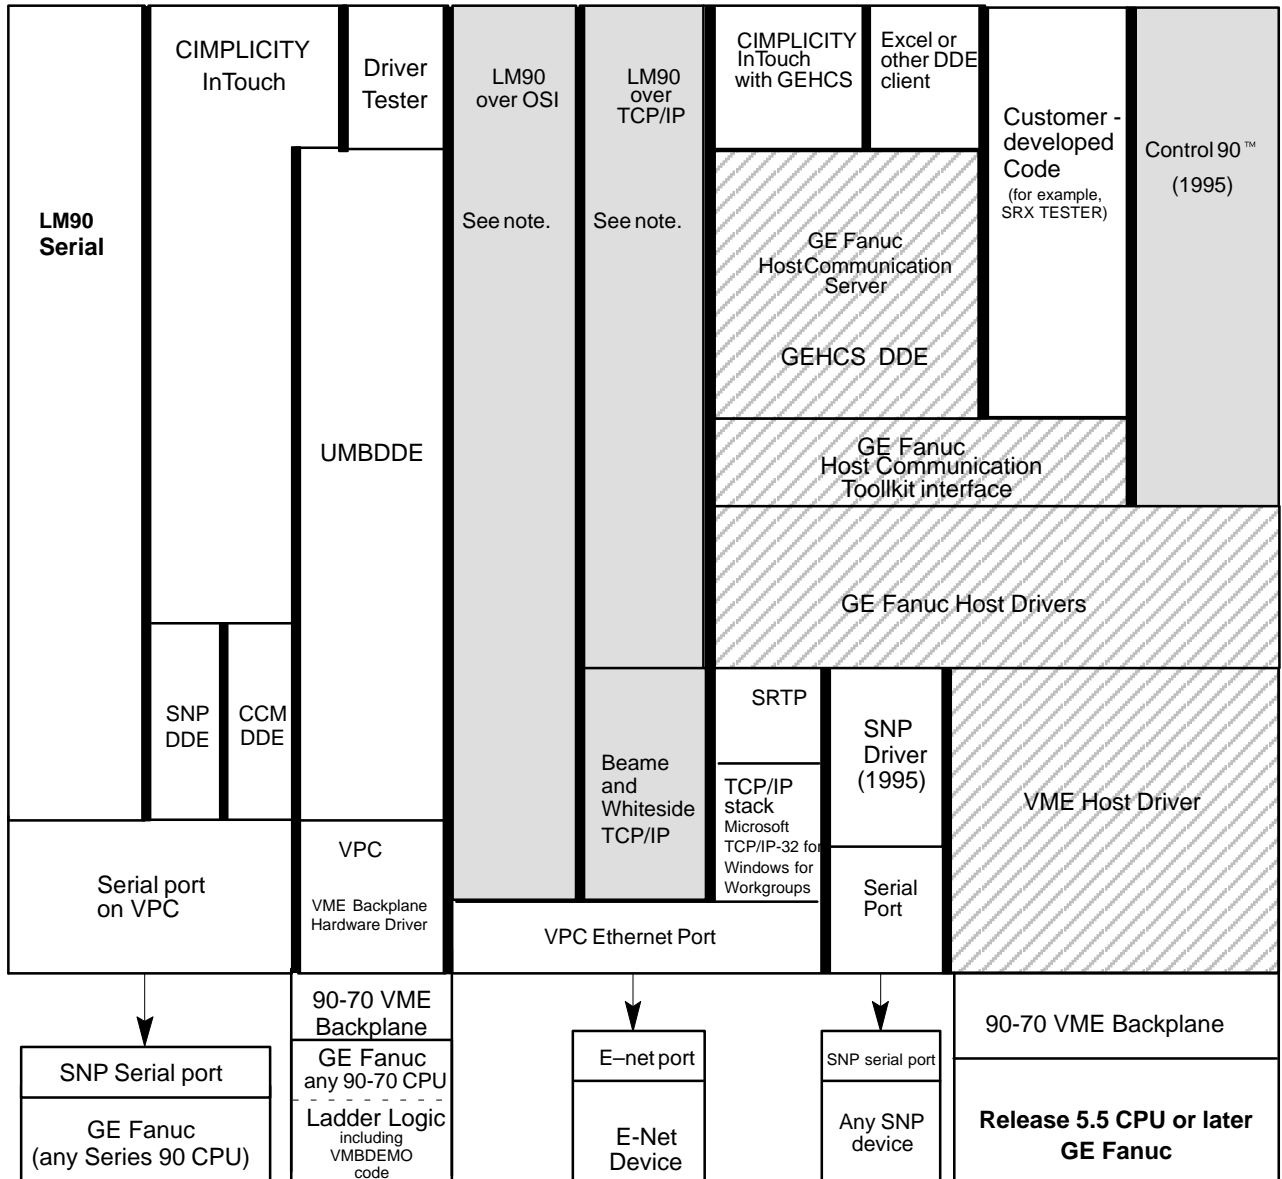 CIMPLICITY
InTouch
Driver
Tester
LM90
over OSI
LM90
over
TCP/IP
CIMPLICITY
InTouch
with GEHCS
Excel or
other DDE
client
Customer -
developed
Code
(for example,
SRX TESTER)
Control 90™
(1995)
LM90
Serial
See note.
See note.
GE Fanuc
Host Communication
Server
GEHCS DDE
UMBDDE
GE Fanuc
Host Communication
Toollkit interface
GE Fanuc Host Drivers
SNP
DDE
CCM
DDE
Beame
and
Whiteside
TCP/IP
SRTP
TCP/IP
stack
Microsoft
TCP/IP-32 for
Windows for
Workgroups
SNP
Driver
(1995)
VME Host Driver
Serial port
on VPC
VPC
VME Backplane
Hardware Driver
VPC Ethernet Port
Serial
Port
90-70 VME
Backplane
90-70 VME Backplane
SNP Serial port
GE Fanuc
(any Series 90 CPU)
GE Fanuc
any 90-70 CPU
Ladder Logic
including
VMBDEMO
code
E–net port
E-Net
Device
SNP serial port
Any SNP
device
Release 5.5 CPU or later
GE Fanuc